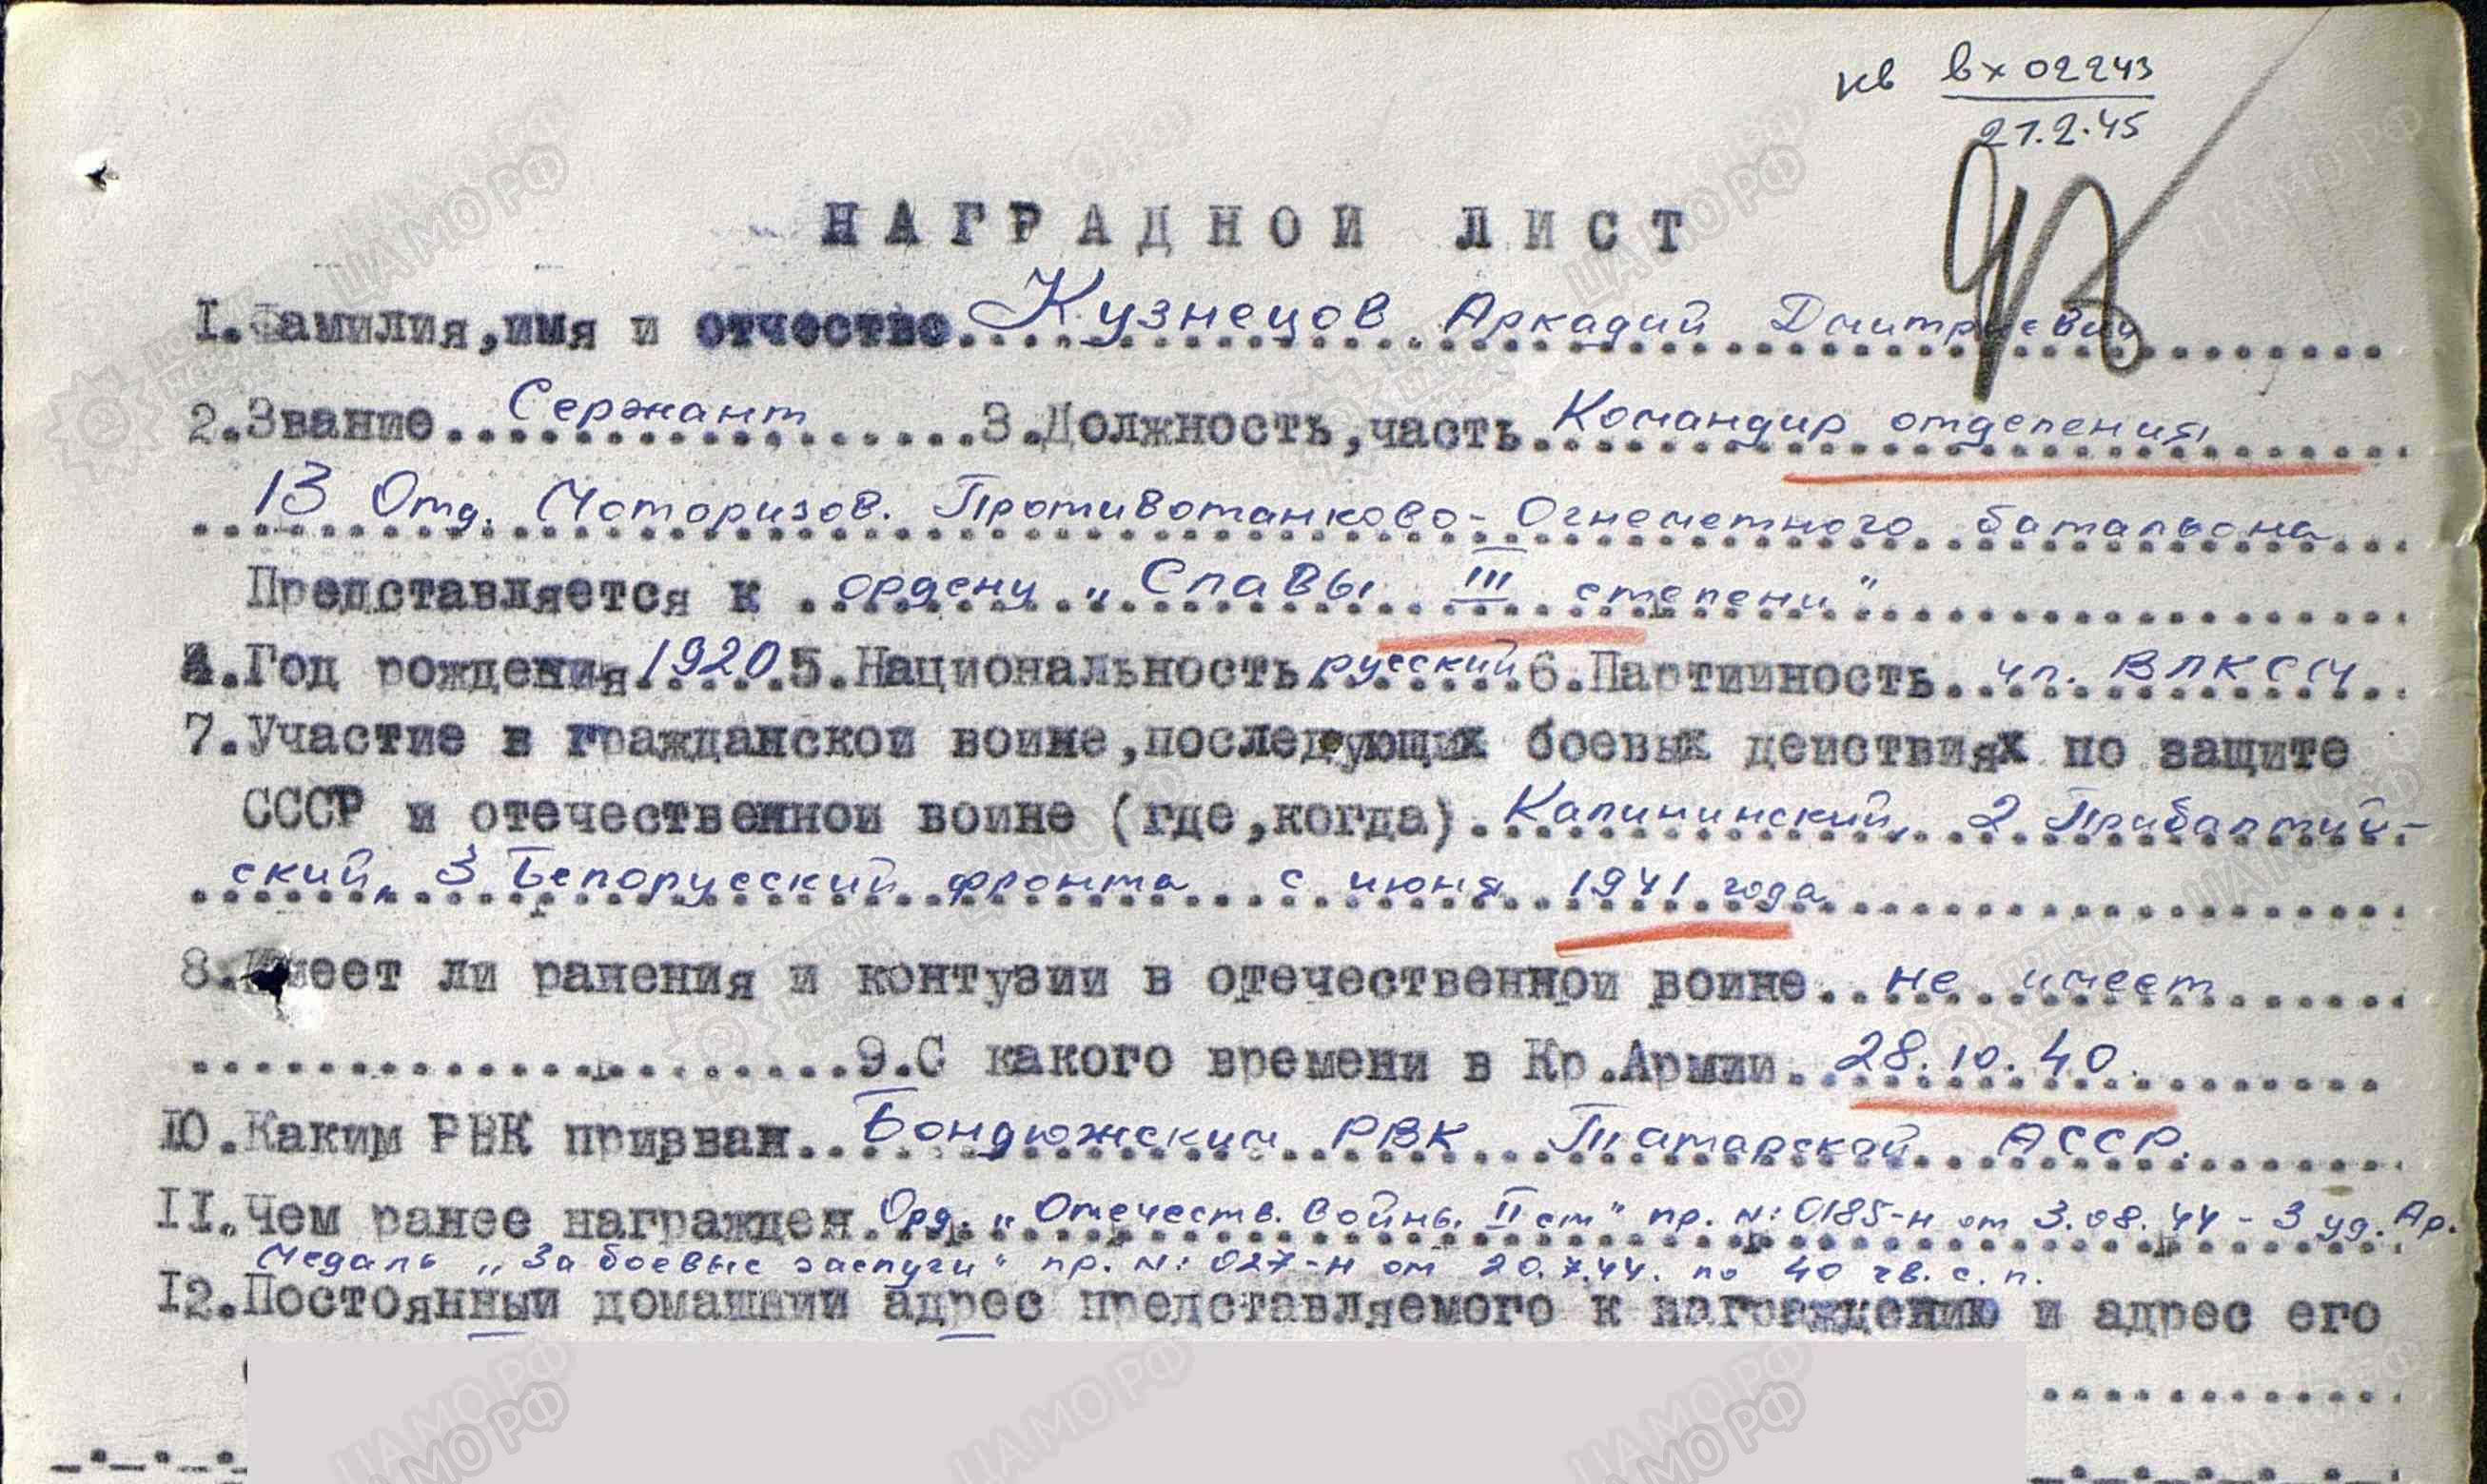 кв вх 02243
21.2.45
НАГРАДНОЙ ЛИСТ
I. Фамилия, имя и отчество Кузнецов Аркадий Дмитриевич
2. Звание Сержант 3. Должность, часть Командир отделения
13 Отд. Моторизов. Противотанково-Огнеметного батальона
Представляется к ордену „Славы III степени"
4. Год рождения 1920 5. Национальность русский 6. Партийность чл. ВЛКСМ
7. Участие в гражданской войне, последующих боевых действиях по защите
СССР и отечественной войне (где, когда). Калининский, 2 Прибалтий-
ский, 3 Белорусский фронта с июня 1941 года
8. Имеет ли ранения и контузии в отечественной войне.. не имеет
9. С какого времени в Кр. Армии. 28.10.40.
10. Каким РВК призван.. Бондюжским РВК Татарской АССР.
II. Чем ранее награжден. Орд. „Отечеств. Войны II ст" пр. №: 0185-н от 3.08.44 - 3 уд. Ар.
Медаль „За боевые заслуги" пр. №: 027-н от 20.7.44. по 40 гв. с. п.
12. Постоянный домашний адрес представляемого к награждению и адрес его
ЦАМО РФ